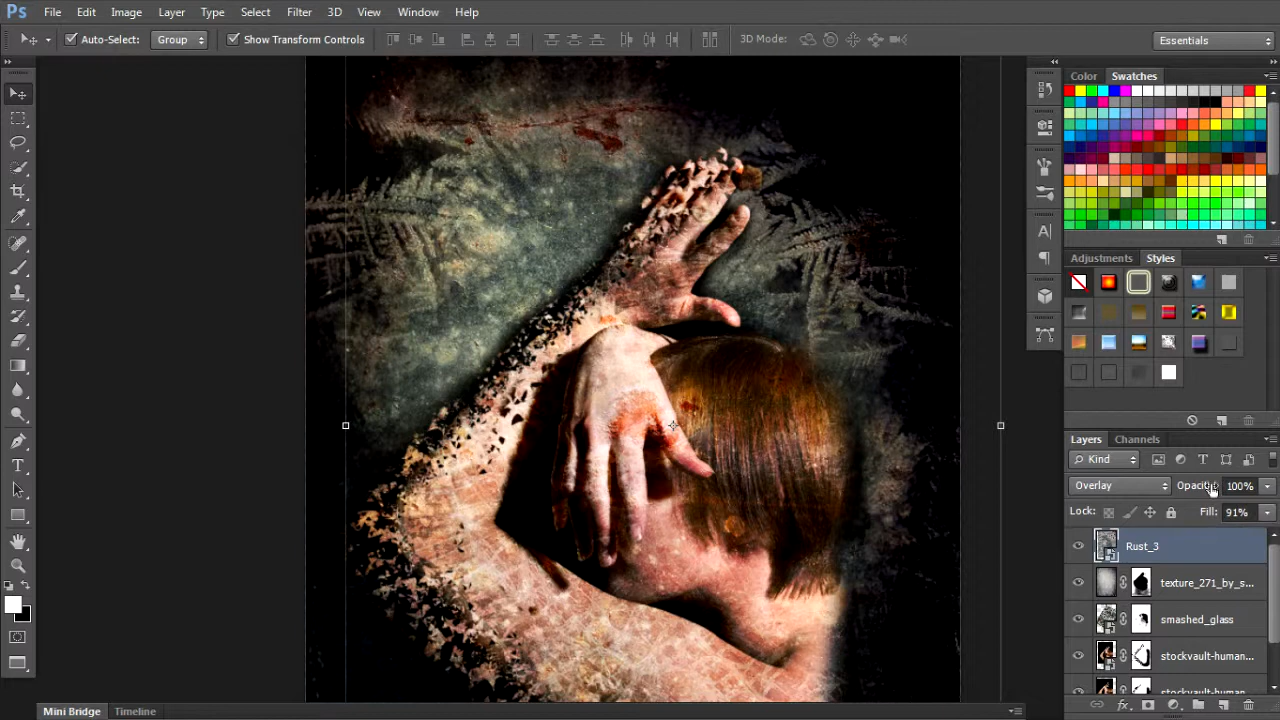 Ps File Edit Image Layer Type Select Filter 3D View Window Help
Auto-Select: Group Show Transform Controls 3D Mode: Essentials
Color Swatches
Adjustments Styles
Layers Channels
Kind
Overlay Opacity: 100%
Lock: Fill: 91%
Rust_3
texture_271_by_s...
smashed_glass
stockvault-human...
stockvault-human...
Mini Bridge Timeline